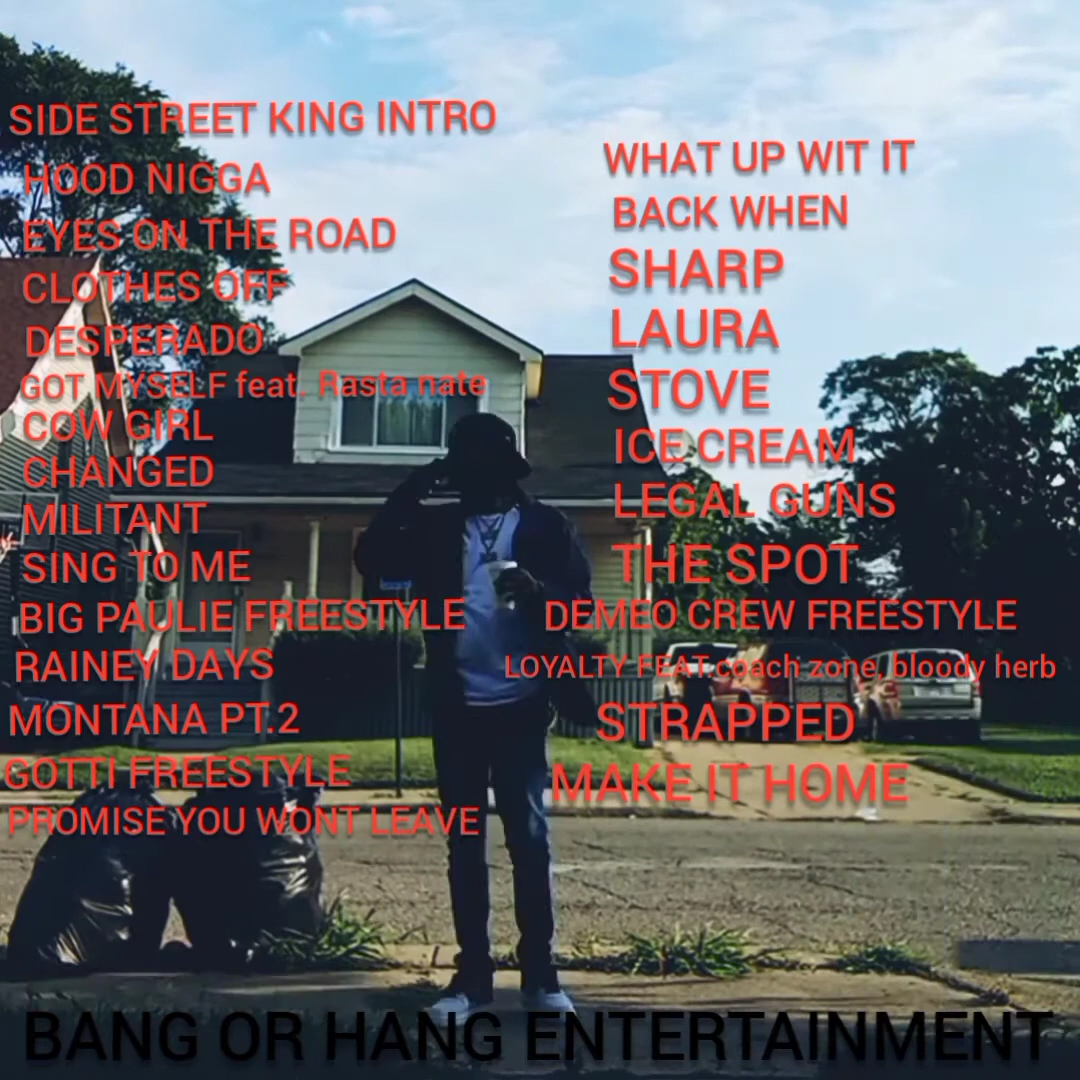 SIDE STREET KING INTRO
HOOD NIGGA
EYES ON THE ROAD
CLOTHES OFF
DESPERADO
GOT MYSELF feat. Rasta nate
COW GIRL
CHANGED
MILITANT
SING TO ME
BIG PAULIE FREESTYLE
RAINEY DAYS
MONTANA PT.2
GOTTI FREESTYLE
PROMISE YOU WONT LEAVE
WHAT UP WIT IT
BACK WHEN
SHARP
LAURA
STOVE
ICE CREAM
LEGAL GUNS
THE SPOT
DEMEO CREW FREESTYLE
LOYALTY FEAT.coach zone, bloody herb
STRAPPED
MAKE IT HOME
BANG OR HANG ENTERTAINMENT